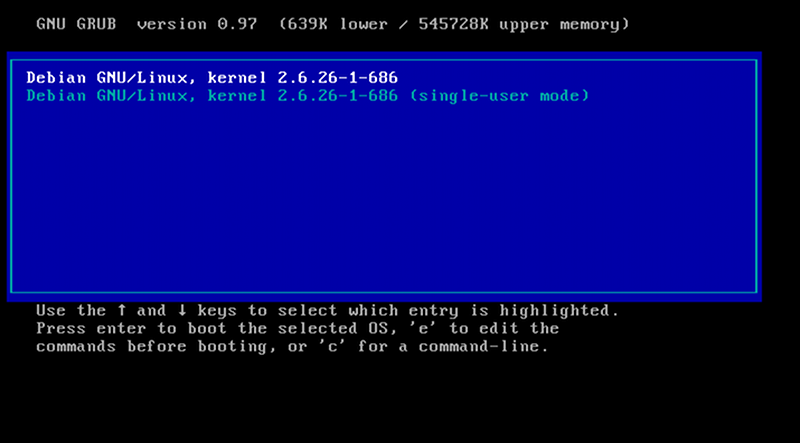 GNU GRUB  version 0.97  (639K lower / 545728K upper memory)
Debian GNU/Linux, kernel 2.6.26-1-686
Debian GNU/Linux, kernel 2.6.26-1-686 (single-user mode)
Use the ↑ and ↓ keys to select which entry is highlighted.
Press enter to boot the selected OS, 'e' to edit the
commands before booting, or 'c' for a command-line.